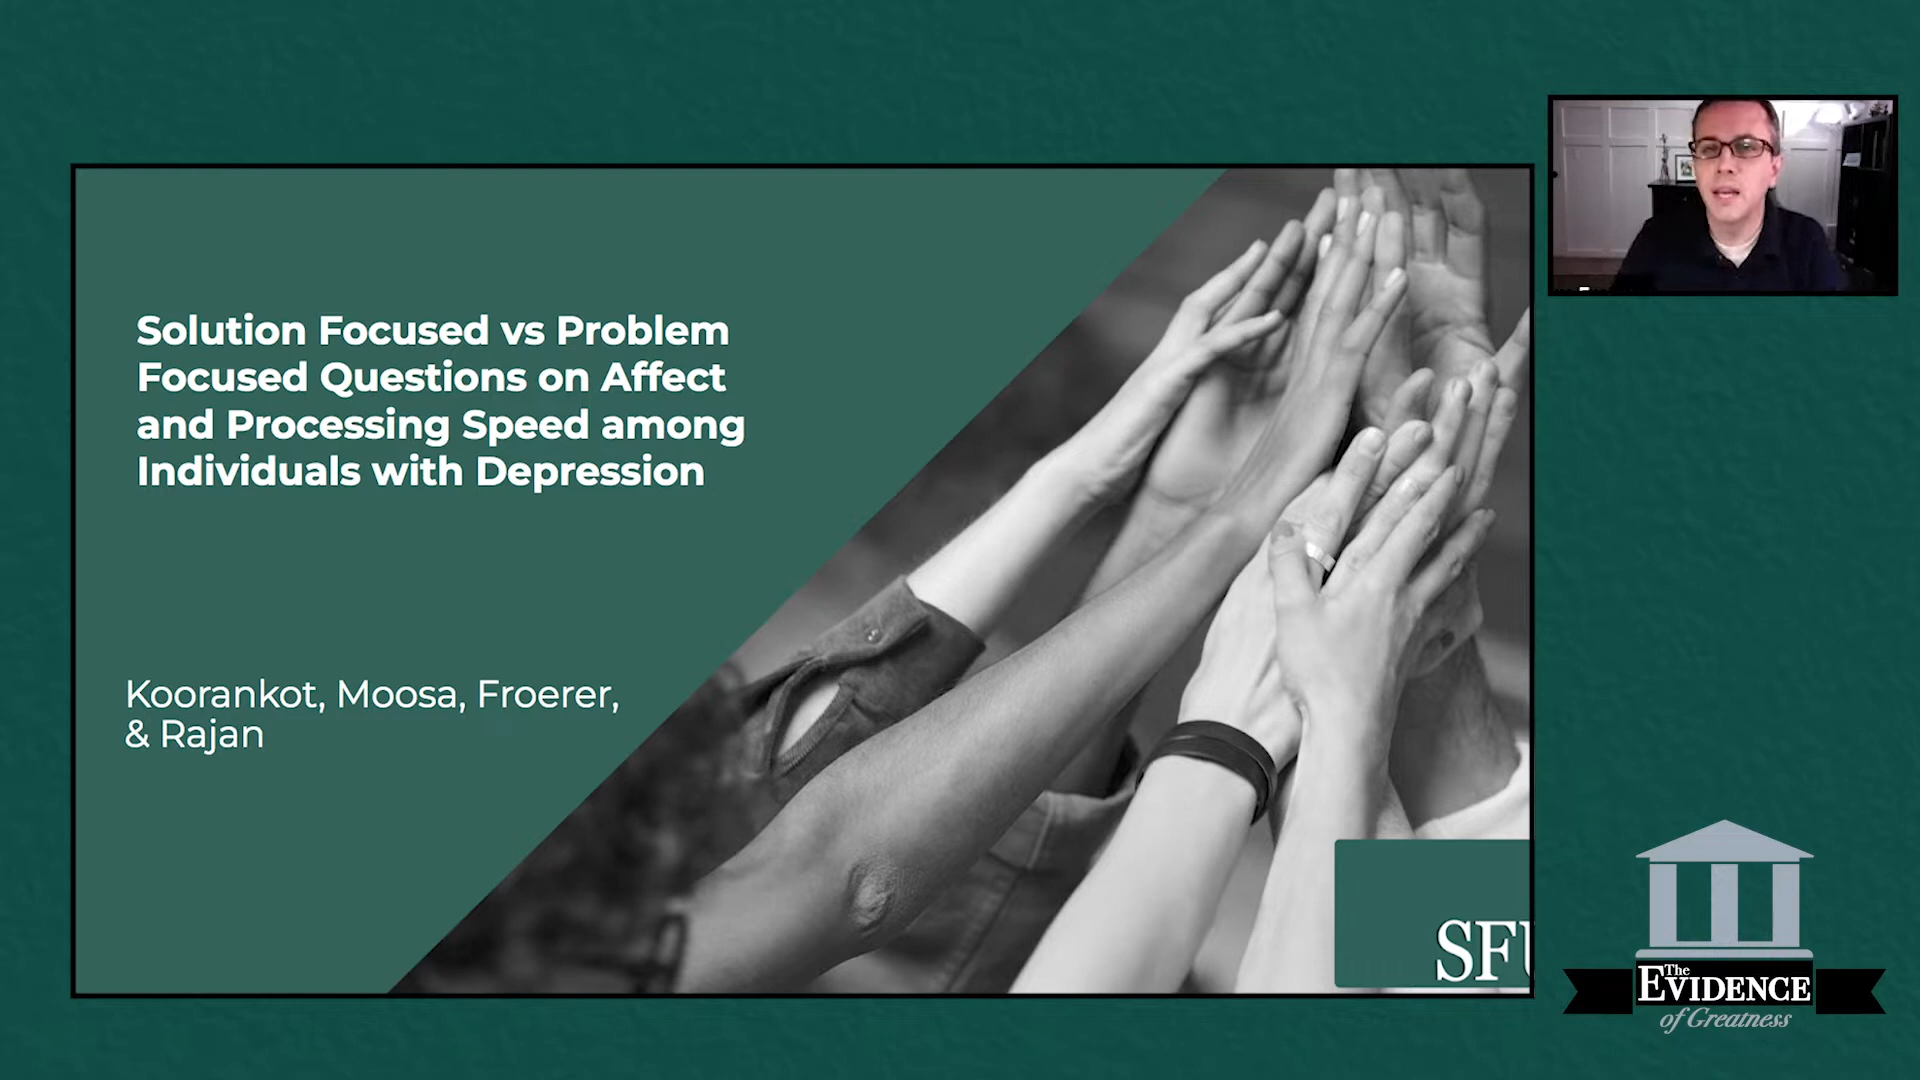 Solution Focused vs Problem
Focused Questions on Affect
and Processing Speed among
Individuals with Depression
Koorankot, Moosa, Froerer,
& Rajan
SFU
The
EVIDENCE
of Greatness